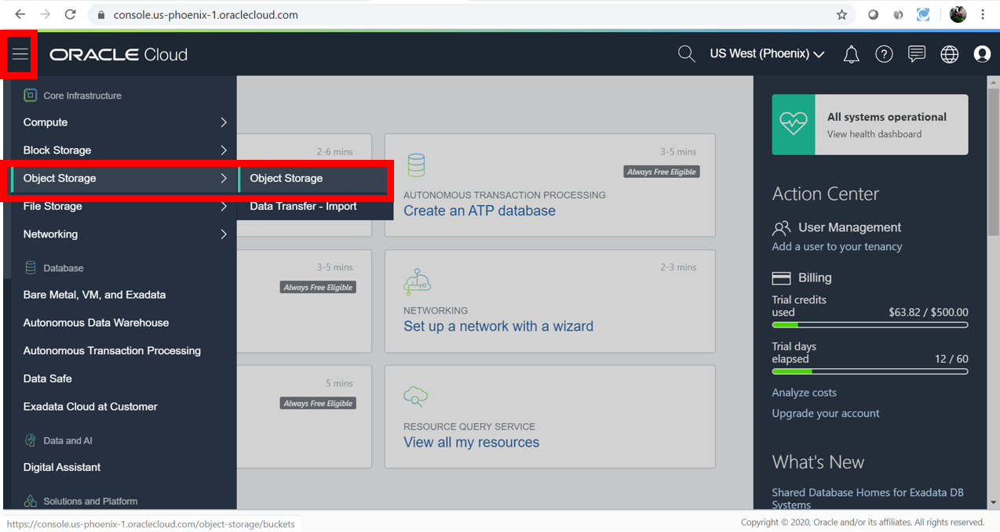 console.us-phoenix-1.oraclecloud.com
ORACLE Cloud
US West (Phoenix)
Core Infrastructure
Compute
Block Storage
Object Storage
Object Storage
File Storage
Data Transfer - Import
Networking
Database
Bare Metal, VM, and Exadata
Autonomous Data Warehouse
Autonomous Transaction Processing
Data Safe
Exadata Cloud at Customer
Data and AI
Digital Assistant
Solutions and Platform
2-6 mins
3-5 mins
Always Free Eligible
AUTONOMOUS TRANSACTION PROCESSING
Create an ATP database
3-5 mins
Always Free Eligible
2-3 mins
NETWORKING
Set up a network with a wizard
5 mins
Always Free Eligible
RESOURCE QUERY SERVICE
View all my resources
All systems operational
View health dashboard
Action Center
User Management
Add a user to your tenancy
Billing
Trial credits
used $63.82 / $500.00
Trial days
elapsed 12 / 60
Analyze costs
Upgrade your account
What's New
Shared Database Homes for Exadata DB
Systems
https://console.us-phoenix-1.oraclecloud.com/object-storage/buckets
Copyright © 2020, Oracle and/or its affiliates. All rights reserved.